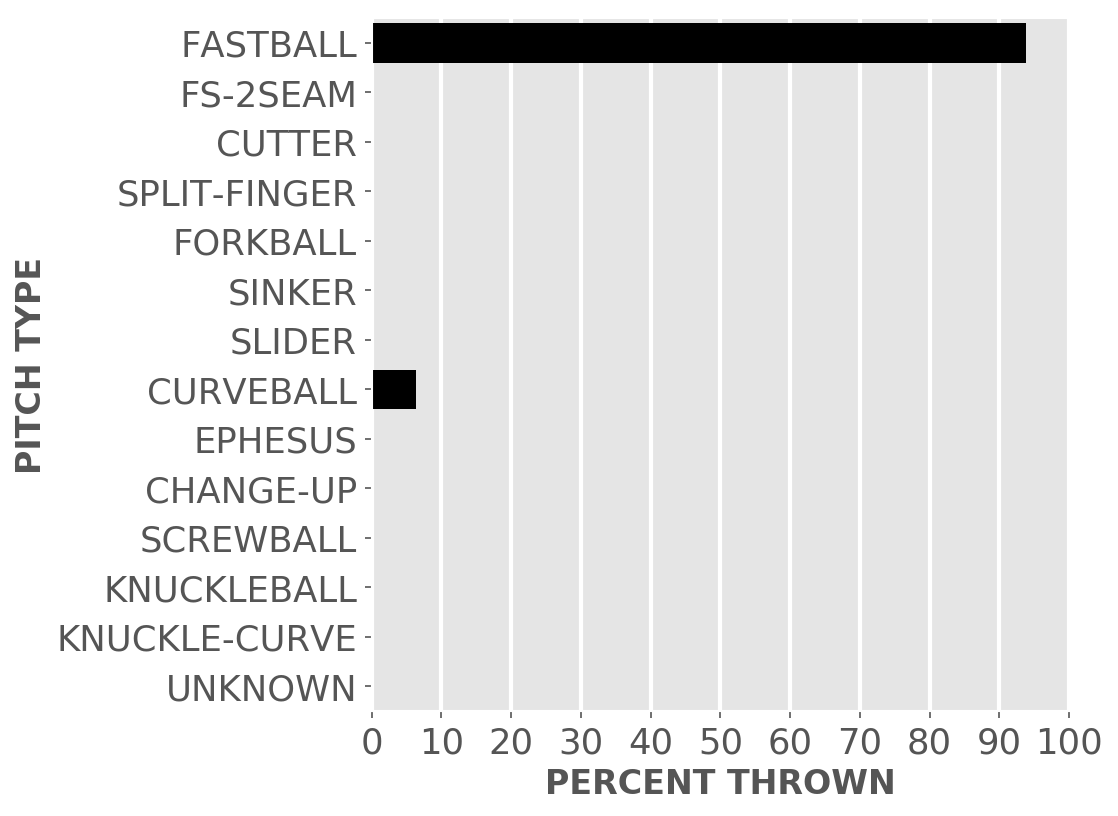 FASTBALL
FS-2SEAM
CUTTER
SPLIT-FINGER
FORKBALL
SINKER
SLIDER
CURVEBALL
EPHESUS
CHANGE-UP
SCREWBALL
KNUCKLEBALL
KNUCKLE-CURVE
UNKNOWN
PITCH TYPE
0 10 20 30 40 50 60 70 80 90 100
PERCENT THROWN